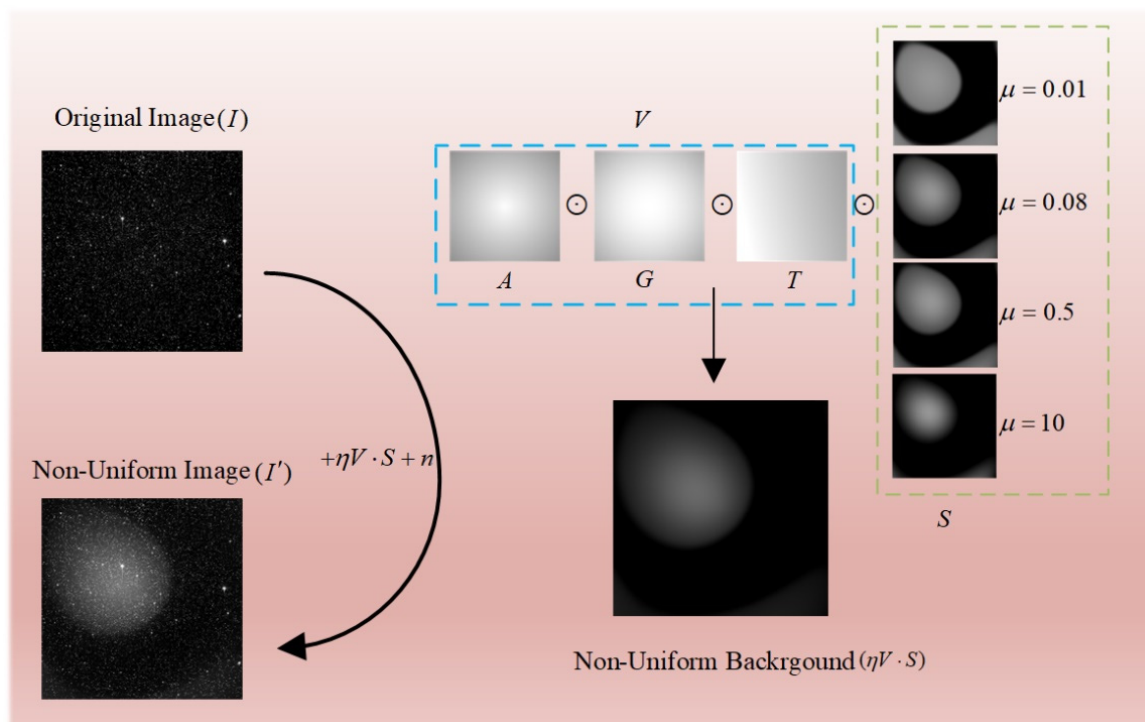 Original Image(I)
V
⊙ ⊙ ⊙
A G T
μ = 0.01
μ = 0.08
μ = 0.5
μ = 10
S
+ηV · S + n
Non-Uniform Image(I′)
Non-Uniform Backrgound(ηV · S)